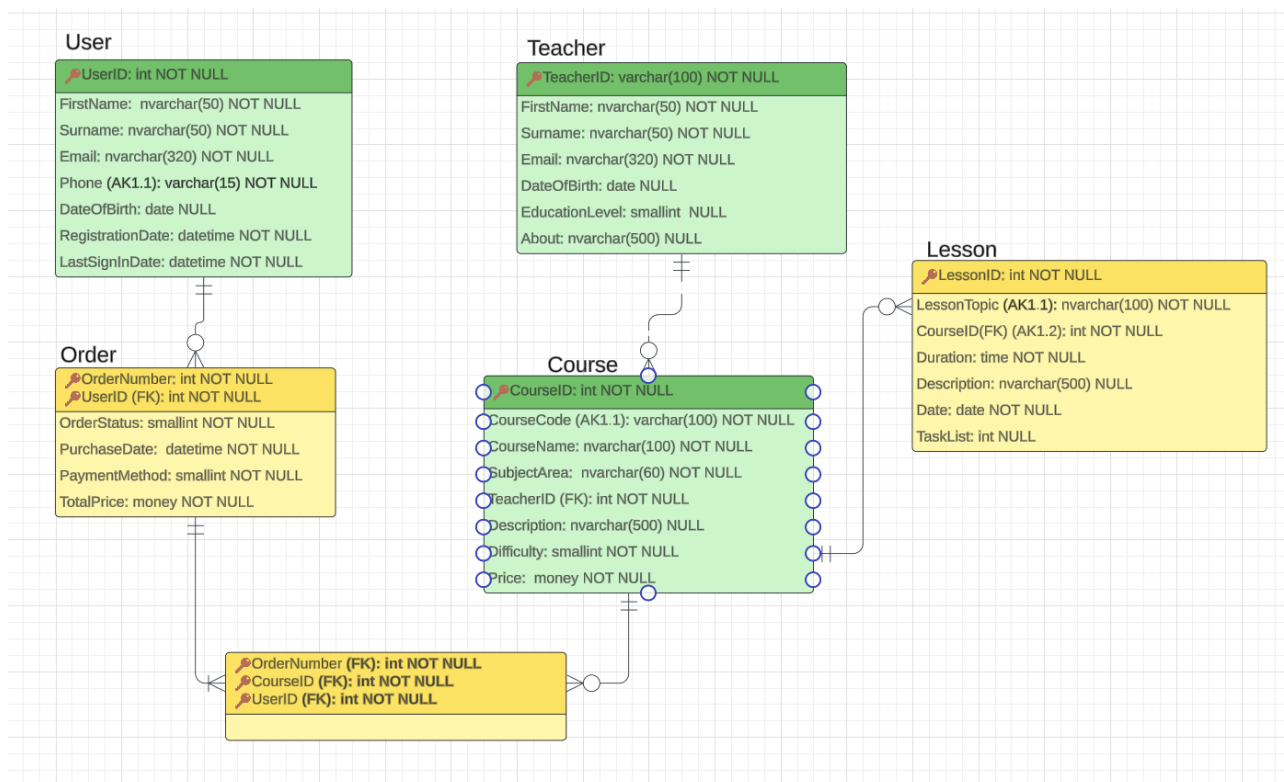 User
UserID: int NOT NULL
FirstName:  nvarchar(50) NOT NULL
Surname: nvarchar(50) NOT NULL
Email: nvarchar(320) NOT NULL
Phone (AK1.1): varchar(15) NOT NULL
DateOfBirth: date NULL
RegistrationDate: datetime NOT NULL
LastSignInDate: datetime NOT NULL
Teacher
TeacherID: varchar(100) NOT NULL
FirstName: nvarchar(50) NOT NULL
Surname: nvarchar(50) NOT NULL
Email: nvarchar(320) NOT NULL
DateOfBirth: date NULL
EducationLevel: smallint  NULL
About: nvarchar(500) NULL
Lesson
LessonID: int NOT NULL
LessonTopic (AK1.1): nvarchar(100) NOT NULL
CourseID(FK) (AK1.2): int NOT NULL
Duration: time NOT NULL
Description: nvarchar(500) NULL
Date: date NOT NULL
TaskList: int NULL
Order
OrderNumber: int NOT NULL
UserID (FK): int NOT NULL
OrderStatus: smallint NOT NULL
PurchaseDate:  datetime NOT NULL
PaymentMethod: smallint NOT NULL
TotalPrice: money NOT NULL
Course
CourseID: int NOT NULL
CourseCode (AK1.1): varchar(100) NOT NULL
CourseName: nvarchar(100) NOT NULL
SubjectArea:  nvarchar(60) NOT NULL
TeacherID (FK): int NOT NULL
Description: nvarchar(500) NULL
Difficulty: smallint NOT NULL
Price:  money NOT NULL
OrderNumber (FK): int NOT NULL
CourseID (FK): int NOT NULL
UserID (FK): int NOT NULL